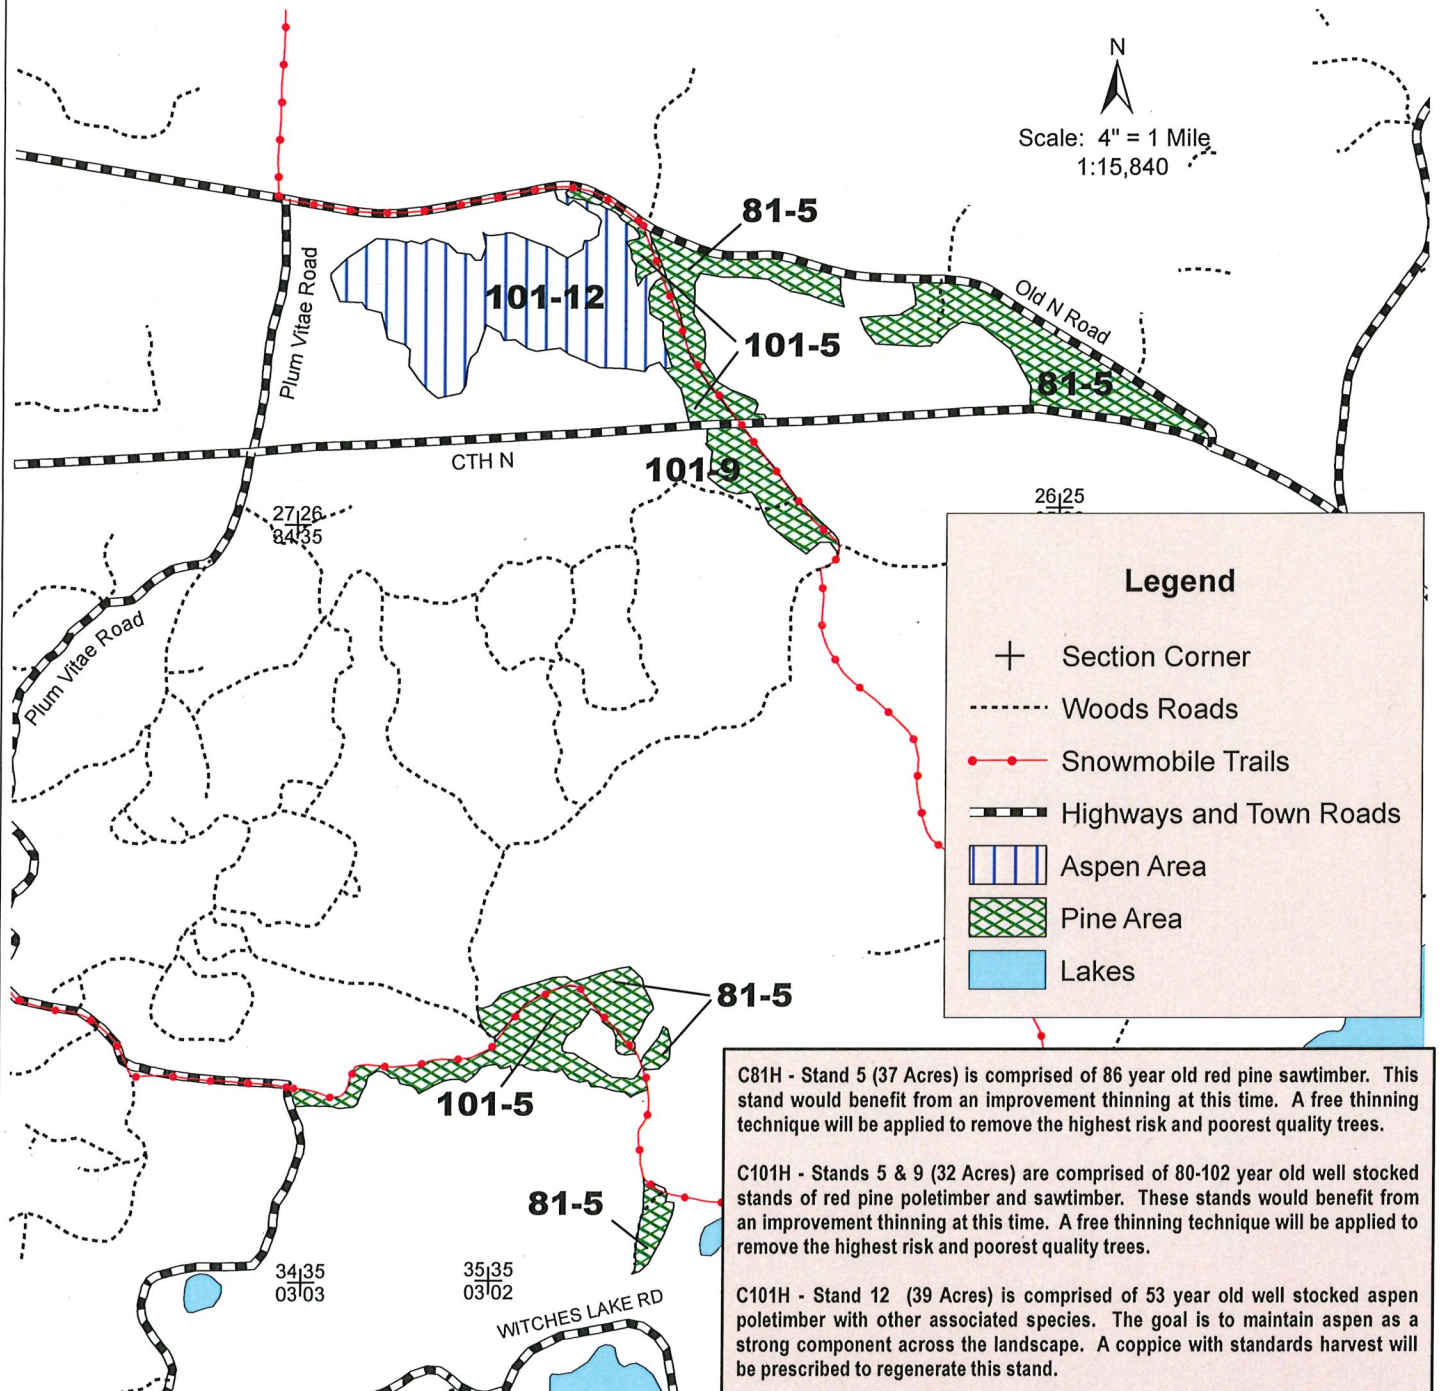 N
Scale: 4" = 1 Mile
1:15,840
81-5
Plum Vitae Road
101-12
Old N Road
101-5
81-5
CTH N
101-9
27 26
34 35
26 25
Plum Vitae Road
Legend
Section Corner
Woods Roads
Snowmobile Trails
Highways and Town Roads
Aspen Area
Pine Area
Lakes
81-5
101-5
81-5
34 35
03 03
35 35
03 02
WITCHES LAKE RD
C81H - Stand 5 (37 Acres) is comprised of 86 year old red pine sawtimber. This
stand would benefit from an improvement thinning at this time. A free thinning
technique will be applied to remove the highest risk and poorest quality trees.
C101H - Stands 5 & 9 (32 Acres) are comprised of 80-102 year old well stocked
stands of red pine poletimber and sawtimber. These stands would benefit from
an improvement thinning at this time. A free thinning technique will be applied to
remove the highest risk and poorest quality trees.
C101H - Stand 12 (39 Acres) is comprised of 53 year old well stocked aspen
poletimber with other associated species. The goal is to maintain aspen as a
strong component across the landscape. A coppice with standards harvest will
be prescribed to regenerate this stand.